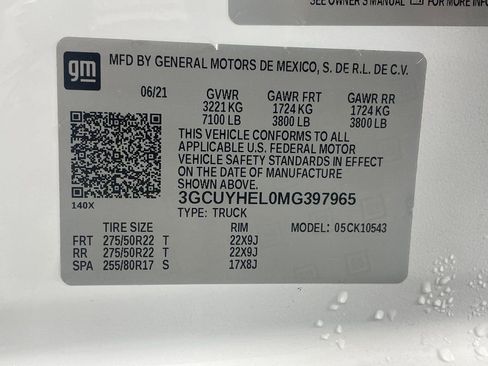 SEE OWNER'S MANUAL
FOR MORE INFOR
gm
MFD BY GENERAL MOTORS DE MEXICO, S. DE R.L. DE C.V.
06/21 GVWR GAWR FRT GAWR RR
3221 KG 1724 KG 1724 KG
7100 LB 3800 LB 3800 LB
THIS VEHICLE CONFORMS TO ALL
APPLICABLE U.S. FEDERAL MOTOR
VEHICLE SAFETY STANDARDS IN EFFECT
ON THE DATE OF MANUFACTURE SHOWN ABOVE.
3GCUYHEL0MG397965
140X
TYPE: TRUCK
TIRE SIZE RIM MODEL: 05CK10543
FRT 275/50R22 T 22X9J
RR 275/50R22 T 22X9J
SPA 255/80R17 S 17X8J